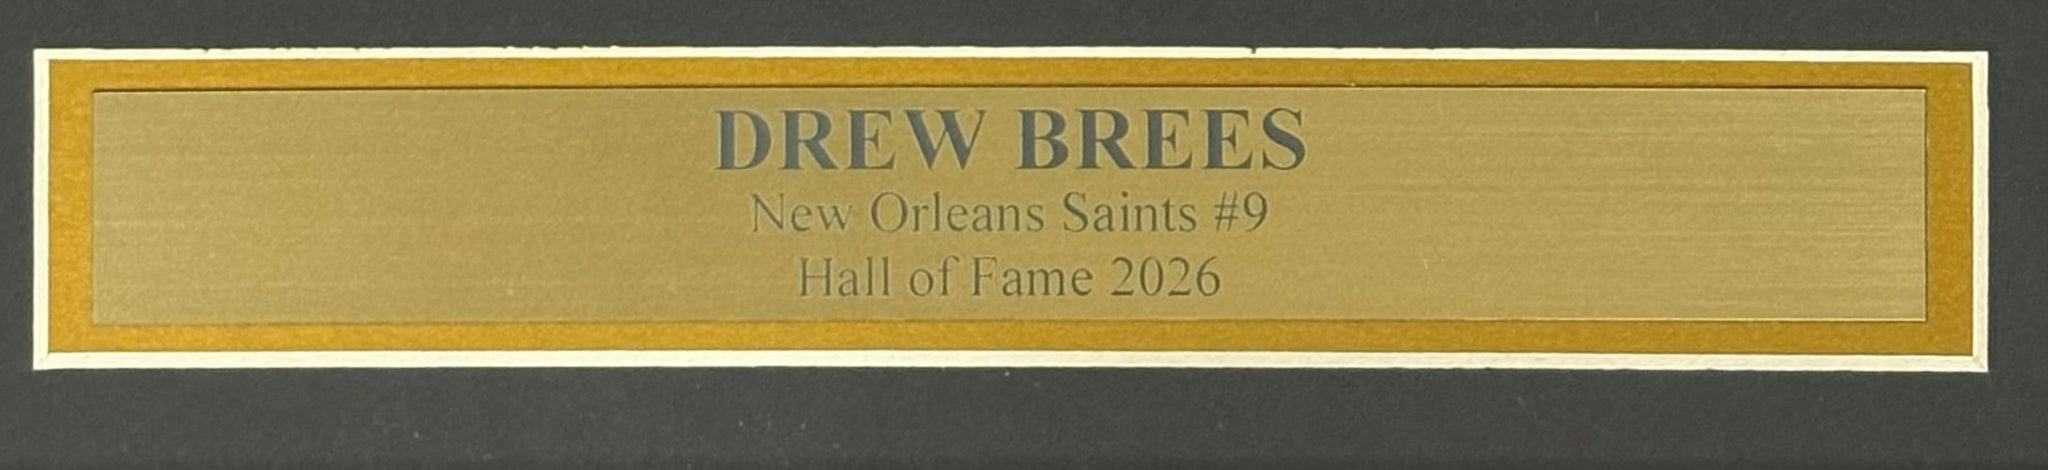 DREW BREES
New Orleans Saints #9
Hall of Fame 2026